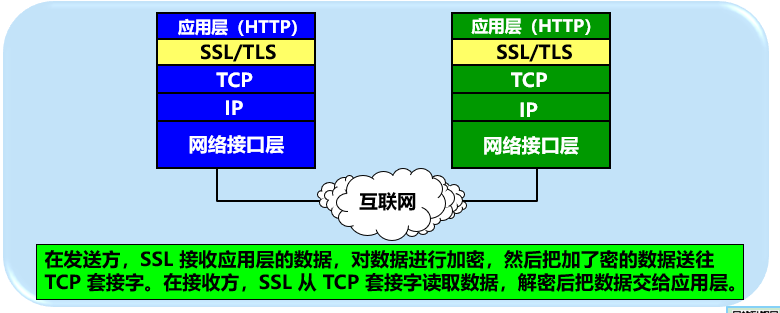 应用层（HTTP）
SSL/TLS
TCP
IP
网络接口层
应用层（HTTP）
SSL/TLS
TCP
IP
网络接口层
互联网
在发送方，SSL 接收应用层的数据，对数据进行加密，然后把加了密的数据送往
TCP 套接字。在接收方，SSL 从 TCP 套接字读取数据，解密后把数据交给应用层。